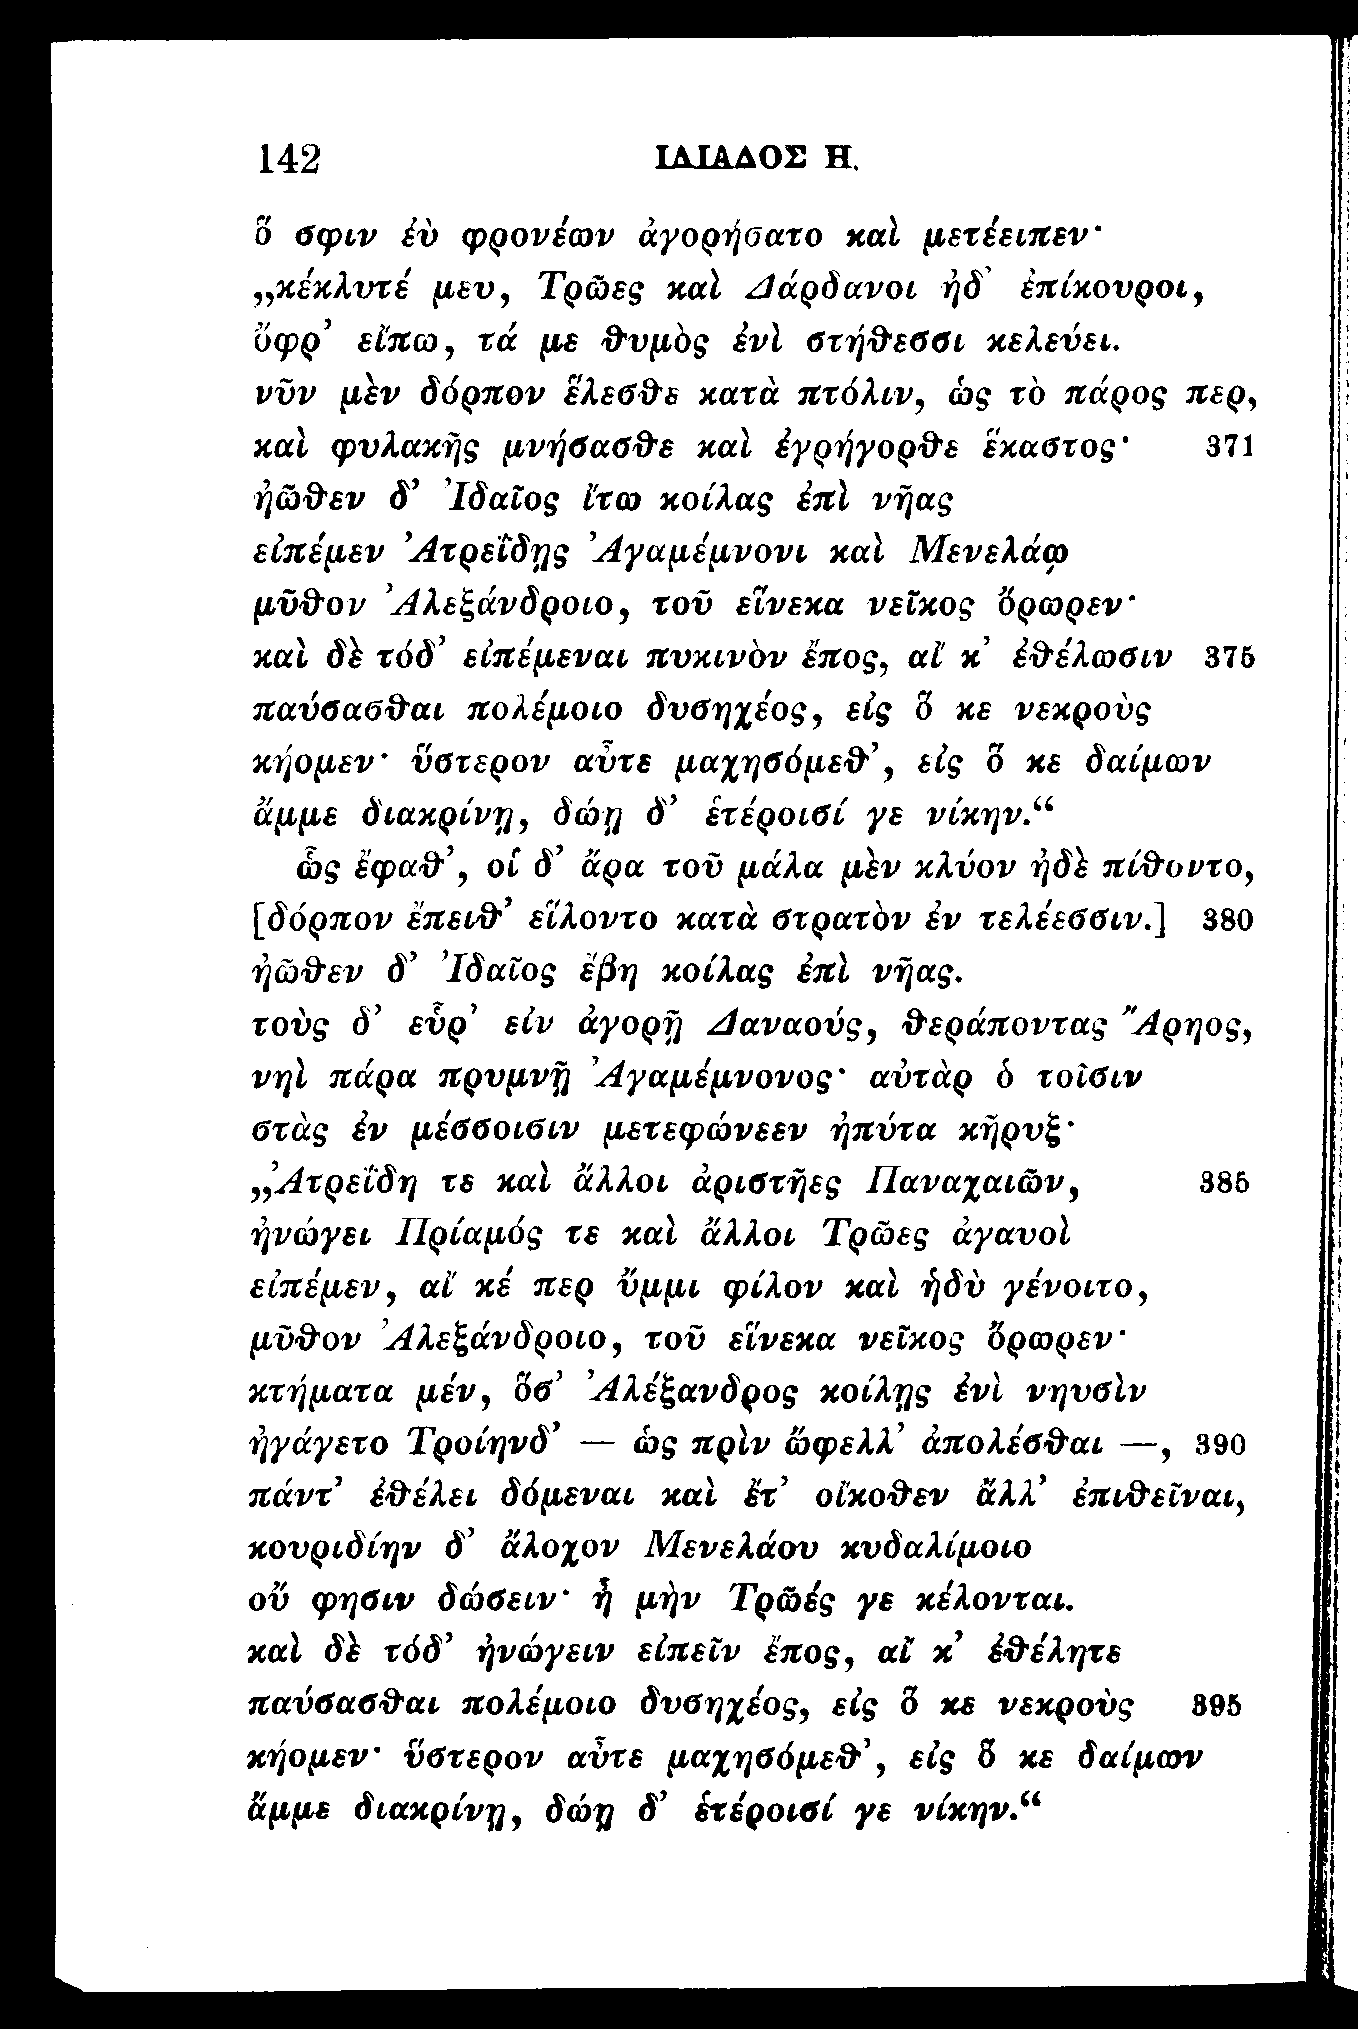 142 ΙΛΙΑΔΟΣ Η.
ὅ σφιν ἐὺ φρονέων ἀγορήσατο καὶ μετέειπεν·
„κέκλυτέ μευ, Τρῶες καὶ Δάρδανοι ἠδ’ ἐπίκουροι,
ὄφρ’ εἴπω, τά με θυμὸς ἐνὶ στήθεσσι κελεύει.
νῦν μὲν δόρπον ἕλεσθε κατὰ πτόλιν, ὡς τὸ πάρος περ,
καὶ φυλακῆς μνήσασθε καὶ ἐγρήγορθε ἕκαστος· 371
ἠῶθεν δ’ Ἰδαῖος ἴτω κοίλας ἐπὶ νῆας
εἰπέμεν Ἀτρεΐδῃς Ἀγαμέμνονι καὶ Μενελάῳ
μῦθον Ἀλεξάνδροιο, τοῦ εἵνεκα νεῖκος ὄρωρεν·
καὶ δὲ τόδ’ εἰπέμεναι πυκινὸν ἔπος, αἴ κ’ ἐθέλωσιν 375
παύσασθαι πολέμοιο δυσηχέος, εἰς ὅ κε νεκροὺς
κήομεν· ὕστερον αὖτε μαχησόμεθ’, εἰς ὅ κε δαίμων
ἄμμε διακρίνῃ, δώῃ δ’ ἑτέροισί γε νίκην.“
ὣς ἔφαθ’, οἱ δ’ ἄρα τοῦ μάλα μὲν κλύον ἠδὲ πίθοντο,
[δόρπον ἔπειθ’ εἵλοντο κατὰ στρατὸν ἐν τελέεσσιν.] 380
ἠῶθεν δ’ Ἰδαῖος ἔβη κοίλας ἐπὶ νῆας.
τοὺς δ’ εὗρ’ εἰν ἀγορῇ Δαναούς, θεράποντας Ἄρηος,
νηὶ πάρα πρυμνῇ Ἀγαμέμνονος· αὐτὰρ ὁ τοῖσιν
στὰς ἐν μέσσοισιν μετεφώνεεν ἠπύτα κῆρυξ·
„Ἀτρεΐδη τε καὶ ἄλλοι ἀριστῆες Παναχαιῶν, 385
ἠνώγει Πρίαμός τε καὶ ἄλλοι Τρῶες ἀγαυοὶ
εἰπέμεν, αἴ κέ περ ὔμμι φίλον καὶ ἡδὺ γένοιτο,
μῦθον Ἀλεξάνδροιο, τοῦ εἵνεκα νεῖκος ὄρωρεν·
κτήματα μέν, ὅσ’ Ἀλέξανδρος κοίλῃς ἐνὶ νηυσὶν
ἠγάγετο Τροίηνδ’ — ὡς πρὶν ὤφελλ’ ἀπολέσθαι —, 390
πάντ’ ἐθέλει δόμεναι καὶ ἔτ’ οἴκοθεν ἄλλ’ ἐπιθεῖναι,
κουριδίην δ’ ἄλοχον Μενελάου κυδαλίμοιο
οὔ φησιν δώσειν· ἦ μὴν Τρῶές γε κέλονται.
καὶ δὲ τόδ’ ἠνώγειν εἰπεῖν ἔπος, αἴ κ’ ἐθέλητε
παύσασθαι πολέμοιο δυσηχέος, εἰς ὅ κε νεκροὺς 395
κήομεν· ὕστερον αὖτε μαχησόμεθ’, εἰς ὅ κε δαίμων
ἄμμε διακρίνῃ, δώῃ δ’ ἑτέροισί γε νίκην.“